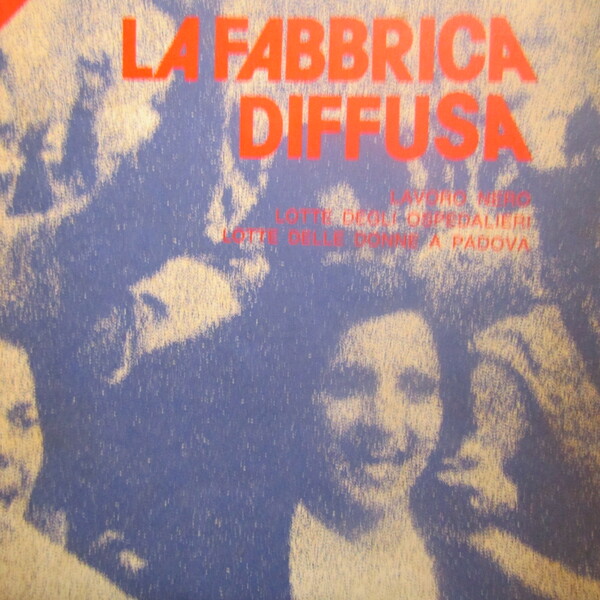 LA FABBRICA
DIFFUSA
LAVORO NERO
LOTTE DEGLI OSPEDALIERI
LOTTE DELLE DONNE A PADOVA